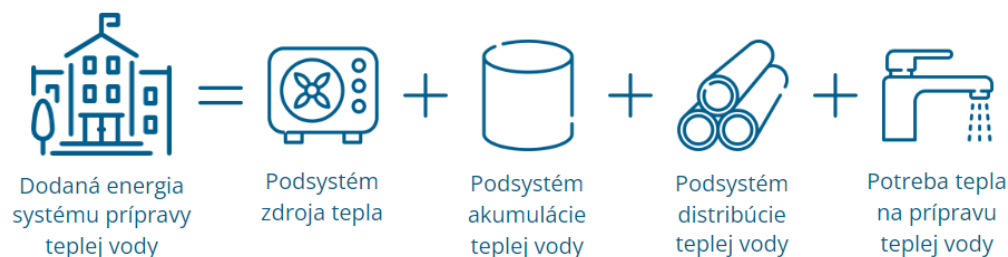 Dodaná energia
systému prípravy
teplej vody
=
Podsystém
zdroja tepla
+
Podsystém
akumulácie
teplej vody
+
Podsystém
distribúcie
teplej vody
+
Potreba tepla
na prípravu
teplej vody